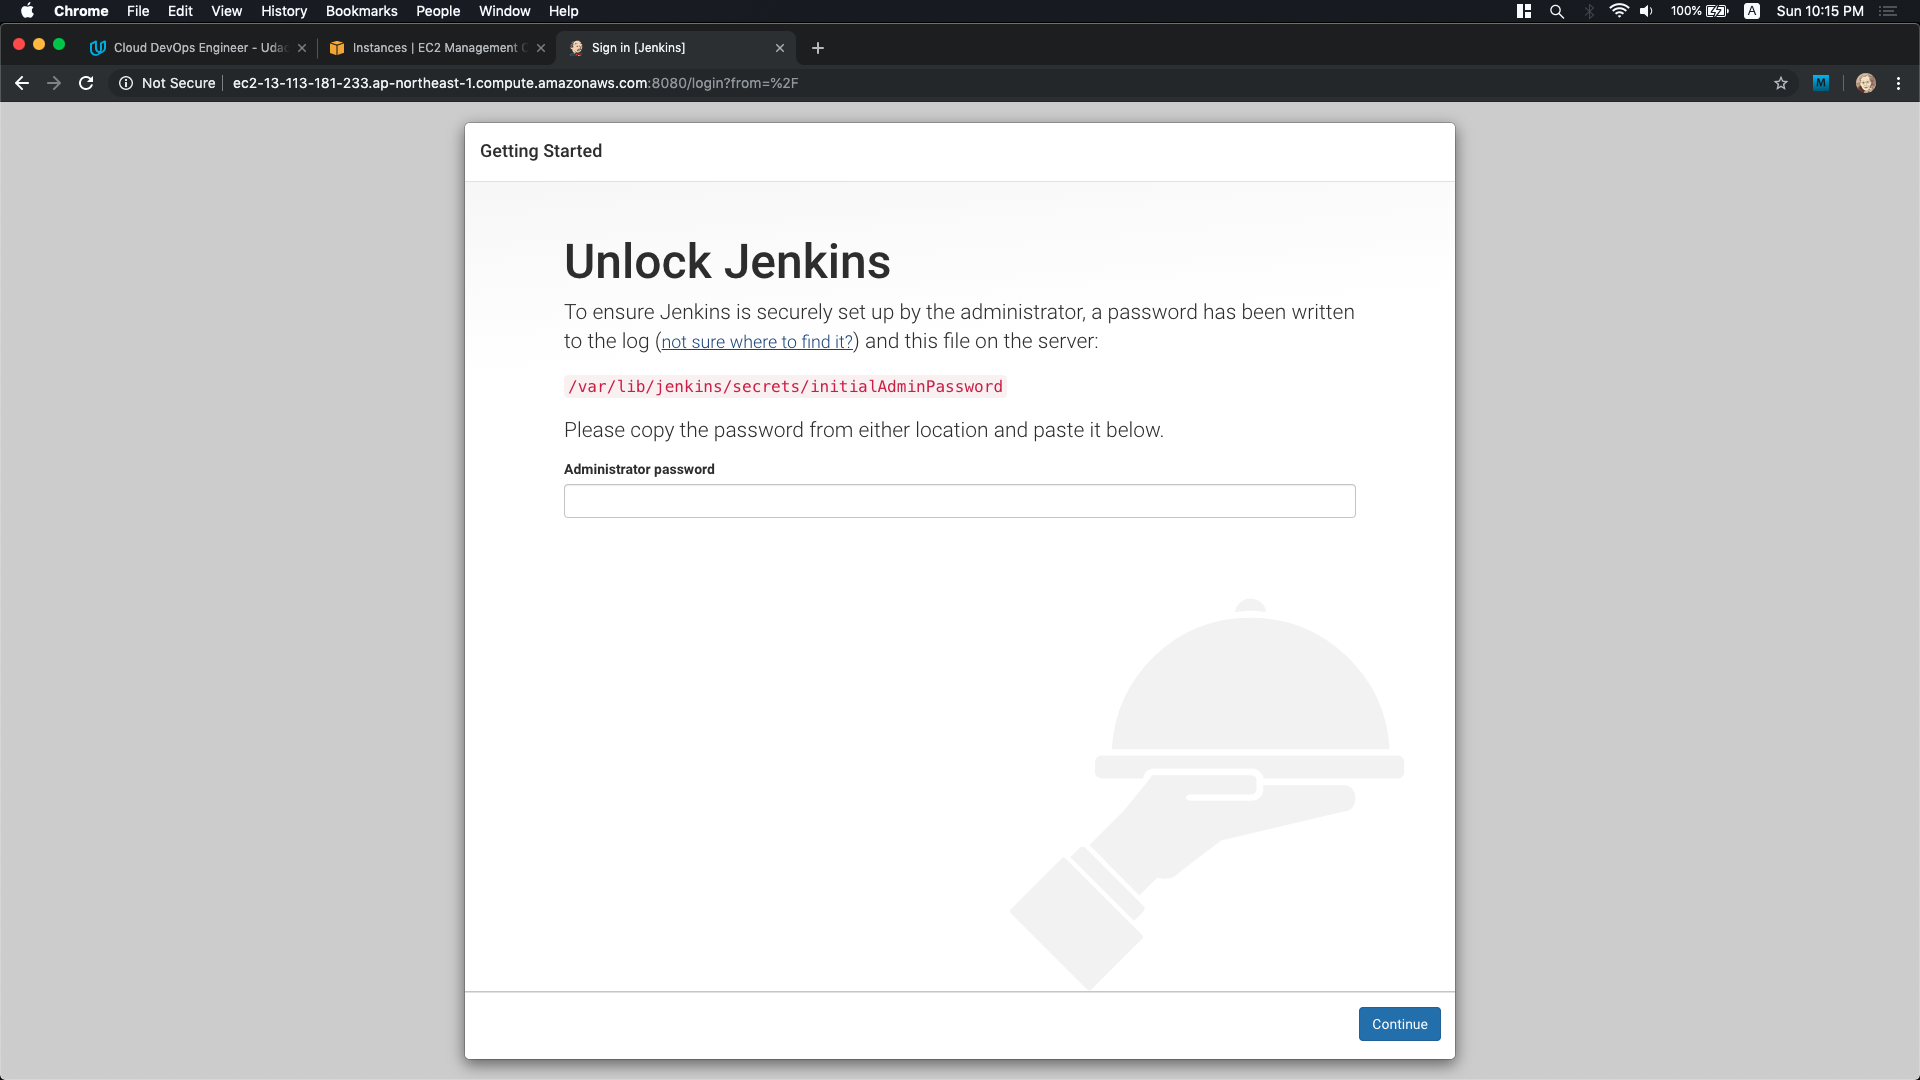 Chrome File Edit View History Bookmarks People Window Help
100%
A
Sun 10:15 PM
Cloud DevOps Engineer - Udac
Instances | EC2 Management C
Sign in [Jenkins]
Not Secure
ec2-13-113-181-233.ap-northeast-1.compute.amazonaws.com:8080/login?from=%2F
M
Getting Started
Unlock Jenkins
To ensure Jenkins is securely set up by the administrator, a password has been written
to the log (not sure where to find it?) and this file on the server:
/var/lib/jenkins/secrets/initialAdminPassword
Please copy the password from either location and paste it below.
Administrator password
Continue